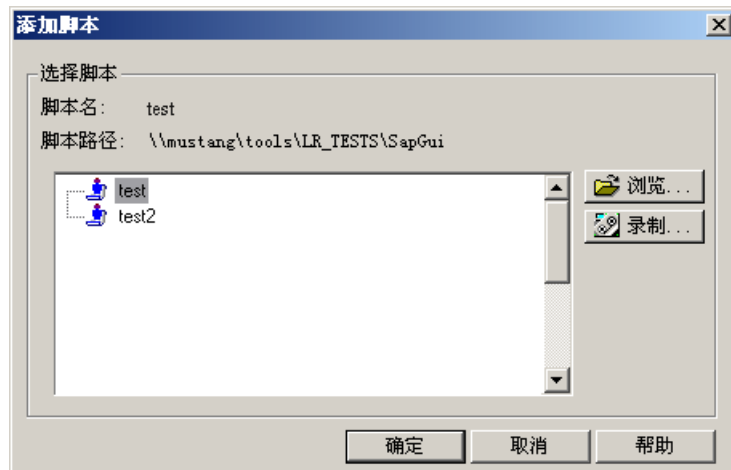 添加脚本
选择脚本
脚本名: test
脚本路径: \\mustang\tools\LR_TESTS\SapGui
test
test2
浏览...
录制...
确定
取消
帮助